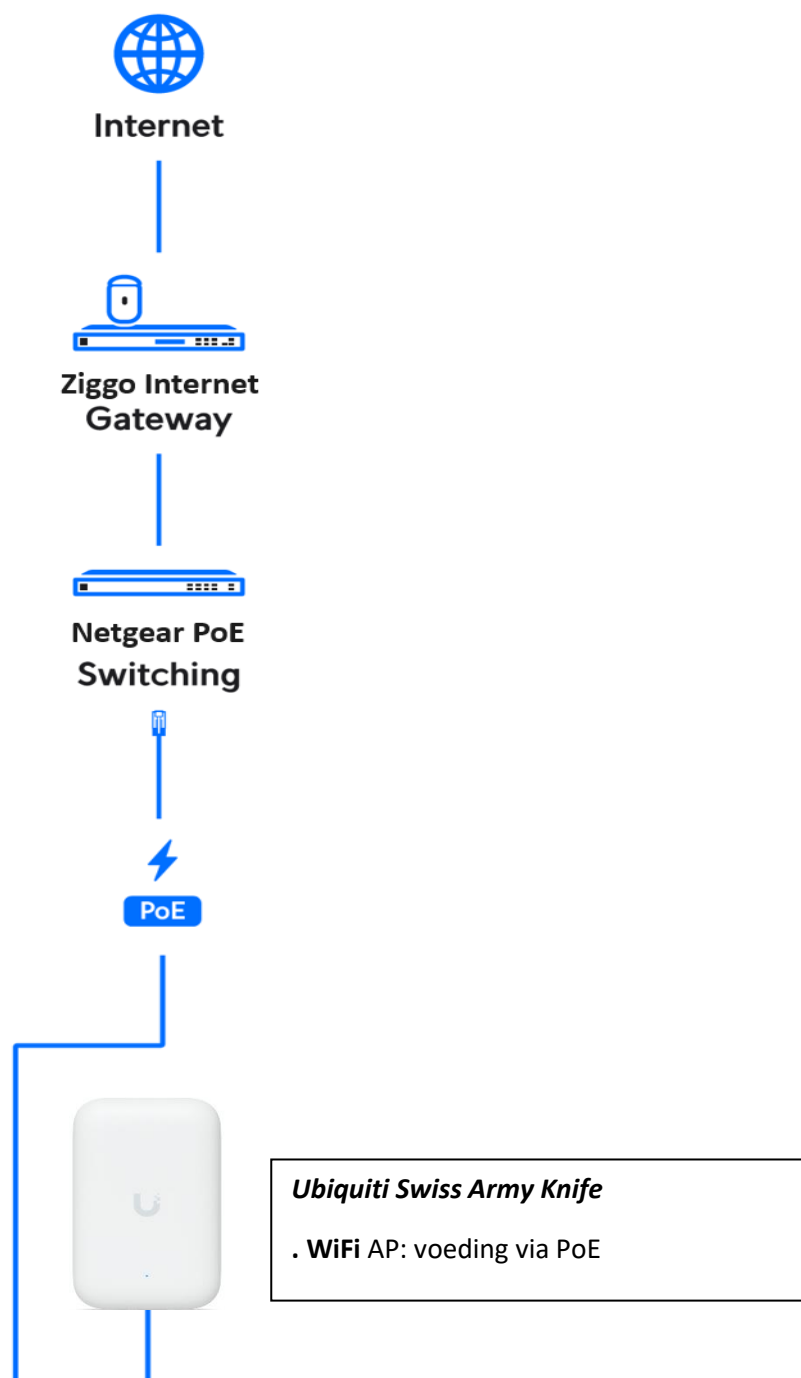 Internet
Ziggo Internet
Gateway
Netgear PoE
Switching
PoE
Ubiquiti Swiss Army Knife
. WiFi AP: voeding via PoE